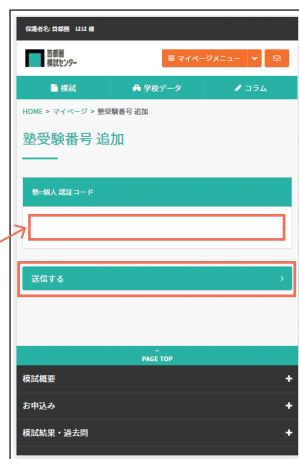 保護者名: 首都圏 はは 様
首都圏
模試センター
マイページメニュー
模試
学校データ
コラム
HOME > マイページ > 塾受験番号 追加
塾受験番号 追加
塾⇔個人 認証コード
送信する
PAGE TOP
模試概要
お申込み
模試結果・過去問